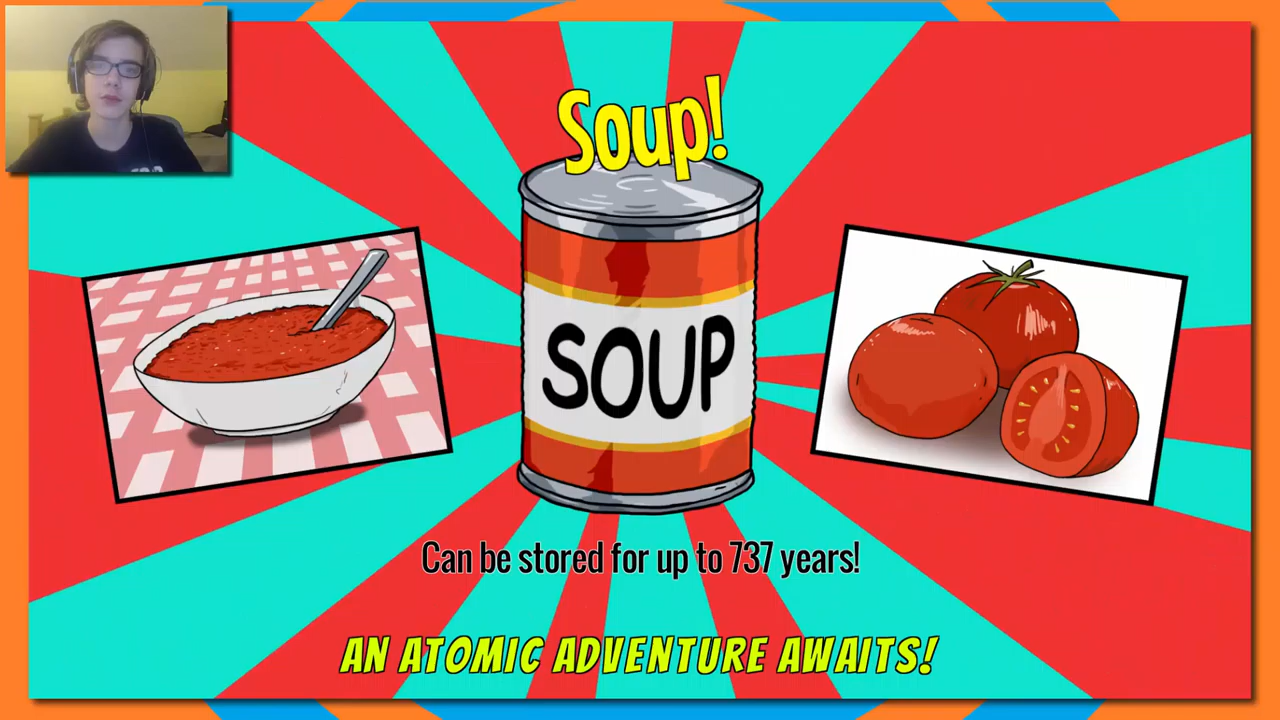 Soup!
SOUP
Can be stored for up to 737 years!
AN ATOMIC ADVENTURE AWAITS!